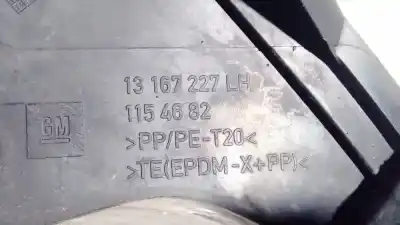 13 167 227 LH
115 46 82
GM
>PP/PE-T20<
>TE(EPDM-X+PP)<